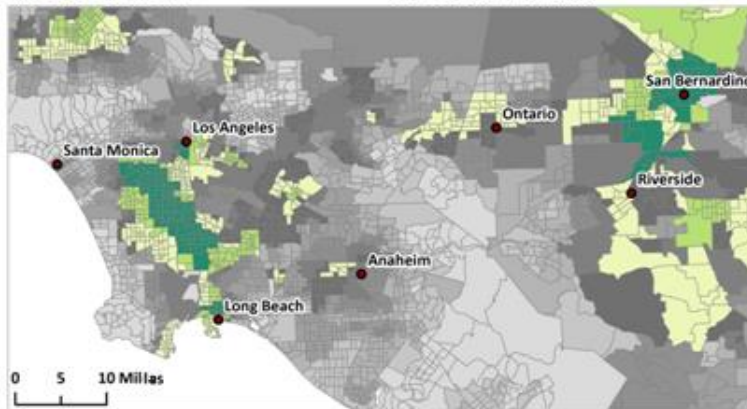 San Bernardino
Los Angeles
Ontario
Santa Monica
Riverside
Anaheim
Long Beach
0 5 10 Millas